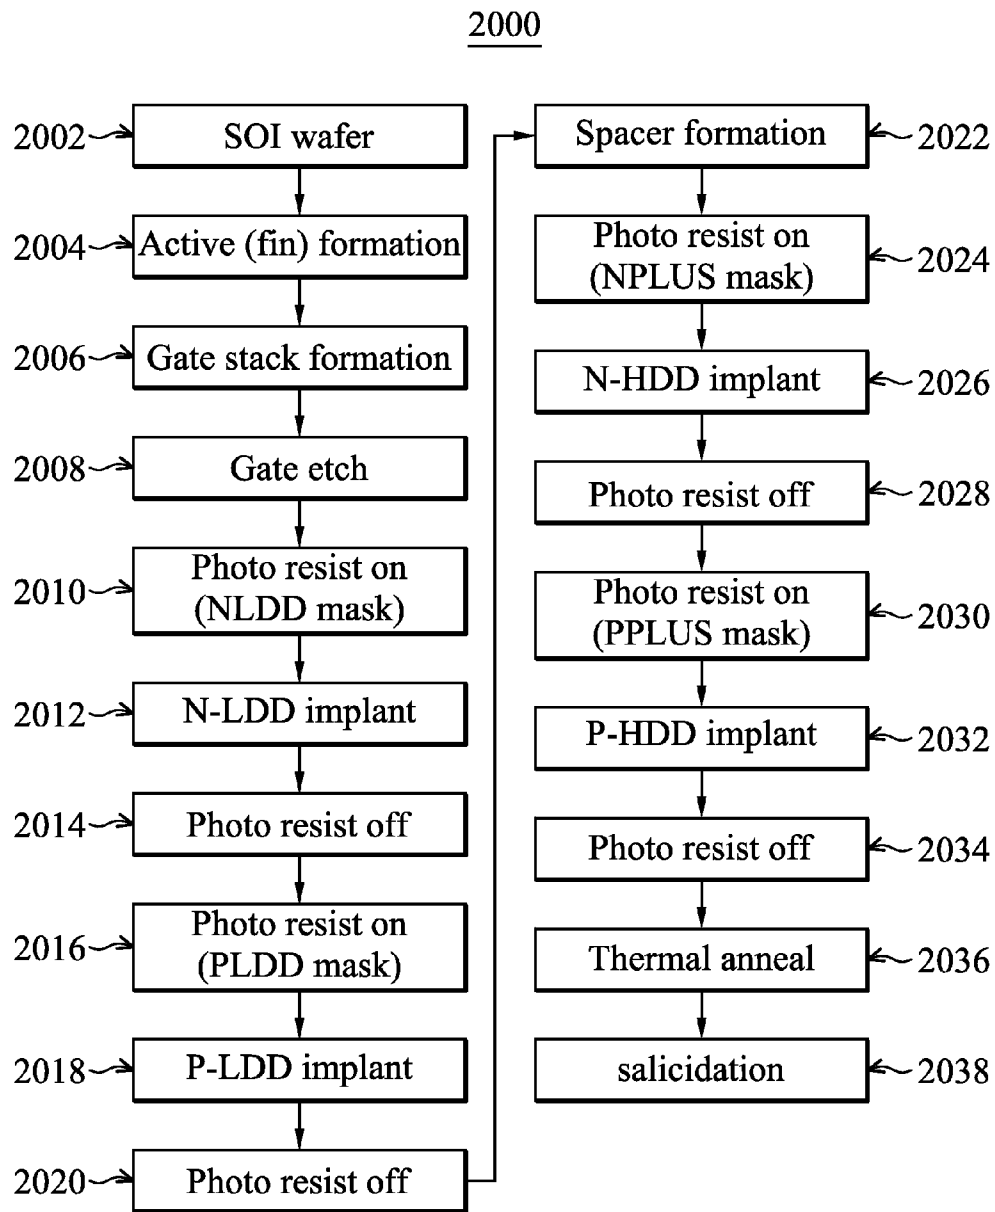 2000
2002
SOI wafer
2004
Active (fin) formation
2006
Gate stack formation
2008
Gate etch
2010
Photo resist on
(NLDD mask)
2012
N-LDD implant
2014
Photo resist off
2016
Photo resist on
(PLDD mask)
2018
P-LDD implant
2020
Photo resist off
Spacer formation
2022
Photo resist on
(NPLUS mask)
2024
N-HDD implant
2026
Photo resist off
2028
Photo resist on
(PPLUS mask)
2030
P-HDD implant
2032
Photo resist off
2034
Thermal anneal
2036
salicidation
2038